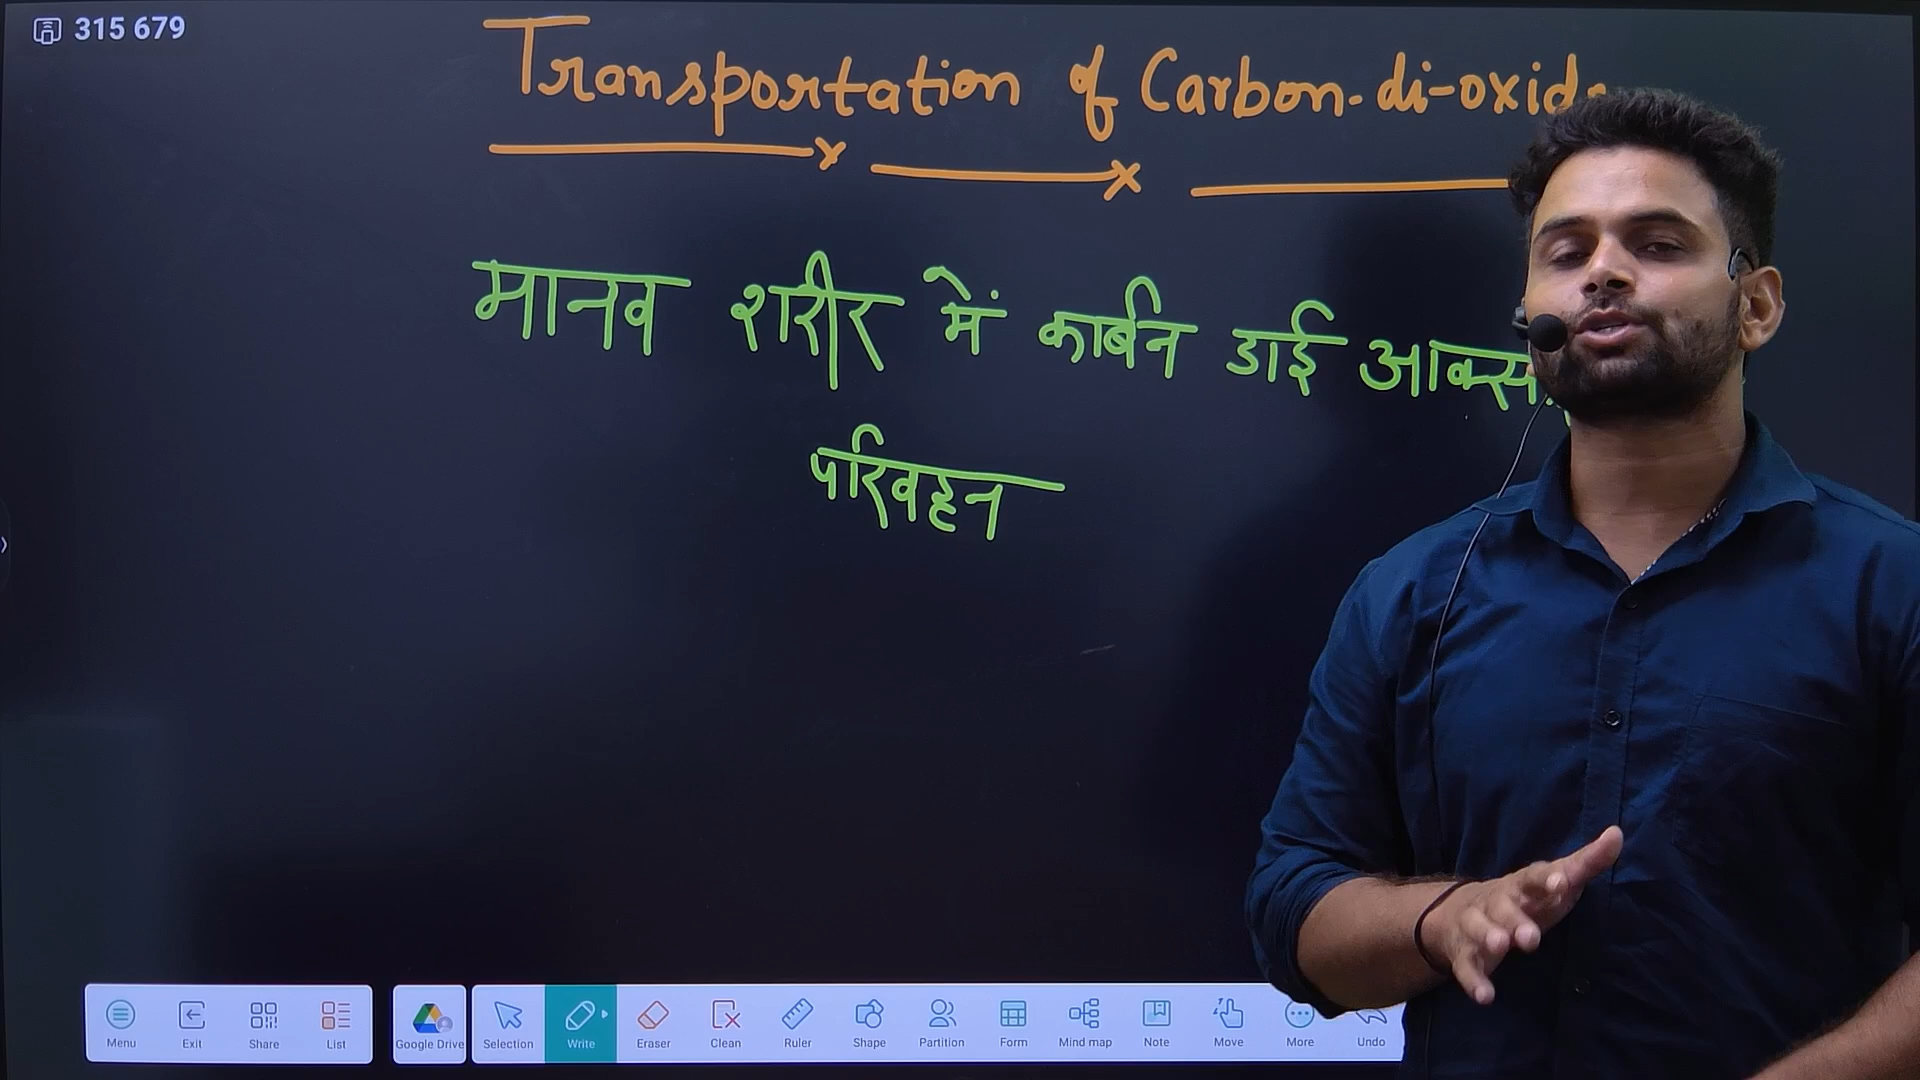 315 679
Transportation of Carbon-di-oxide
मानव शरीर में कार्बन डाई
परिवहन
Menu Exit Share List Google Drive Selection Write Eraser Clean Ruler Shape Partition Form Mind map Note Move More Undo